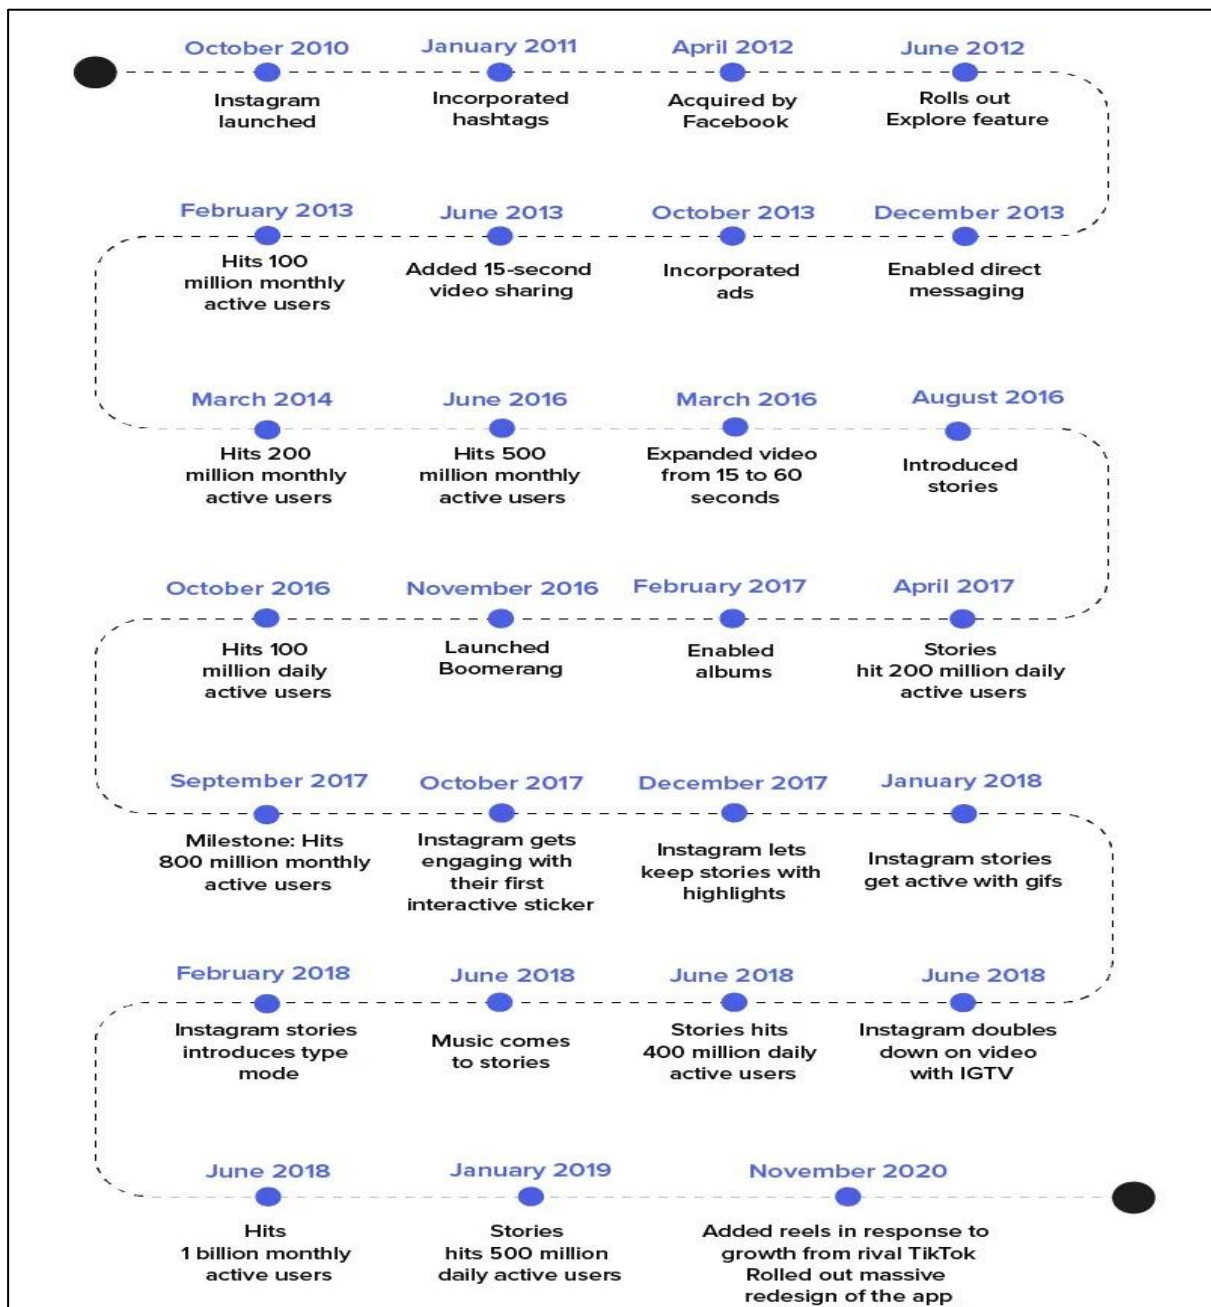 October 2010
Instagram
launched
January 2011
Incorporated
hashtags
April 2012
Acquired by
Facebook
June 2012
Rolls out
Explore feature
February 2013
Hits 100
million monthly
active users
June 2013
Added 15-second
video sharing
October 2013
Incorporated
ads
December 2013
Enabled direct
messaging
March 2014
Hits 200
million monthly
active users
June 2016
Hits 500
million monthly
active users
March 2016
Expanded video
from 15 to 60
seconds
August 2016
Introduced
stories
October 2016
Hits 100
million daily
active users
November 2016
Launched
Boomerang
February 2017
Enabled
albums
April 2017
Stories
hit 200 million daily
active users
September 2017
Milestone: Hits
800 million monthly
active users
October 2017
Instagram gets
engaging with
their first
interactive sticker
December 2017
Instagram lets
keep stories with
highlights
January 2018
Instagram stories
get active with gifs
February 2018
Instagram stories
introduces type
mode
June 2018
Music comes
to stories
June 2018
Stories hits
400 million daily
active users
June 2018
Instagram doubles
down on video
with IGTV
June 2018
Hits
1 billion monthly
active users
January 2019
Stories
hits 500 million
daily active users
November 2020
Added reels in response to
growth from rival TikTok
Rolled out massive
redesign of the app